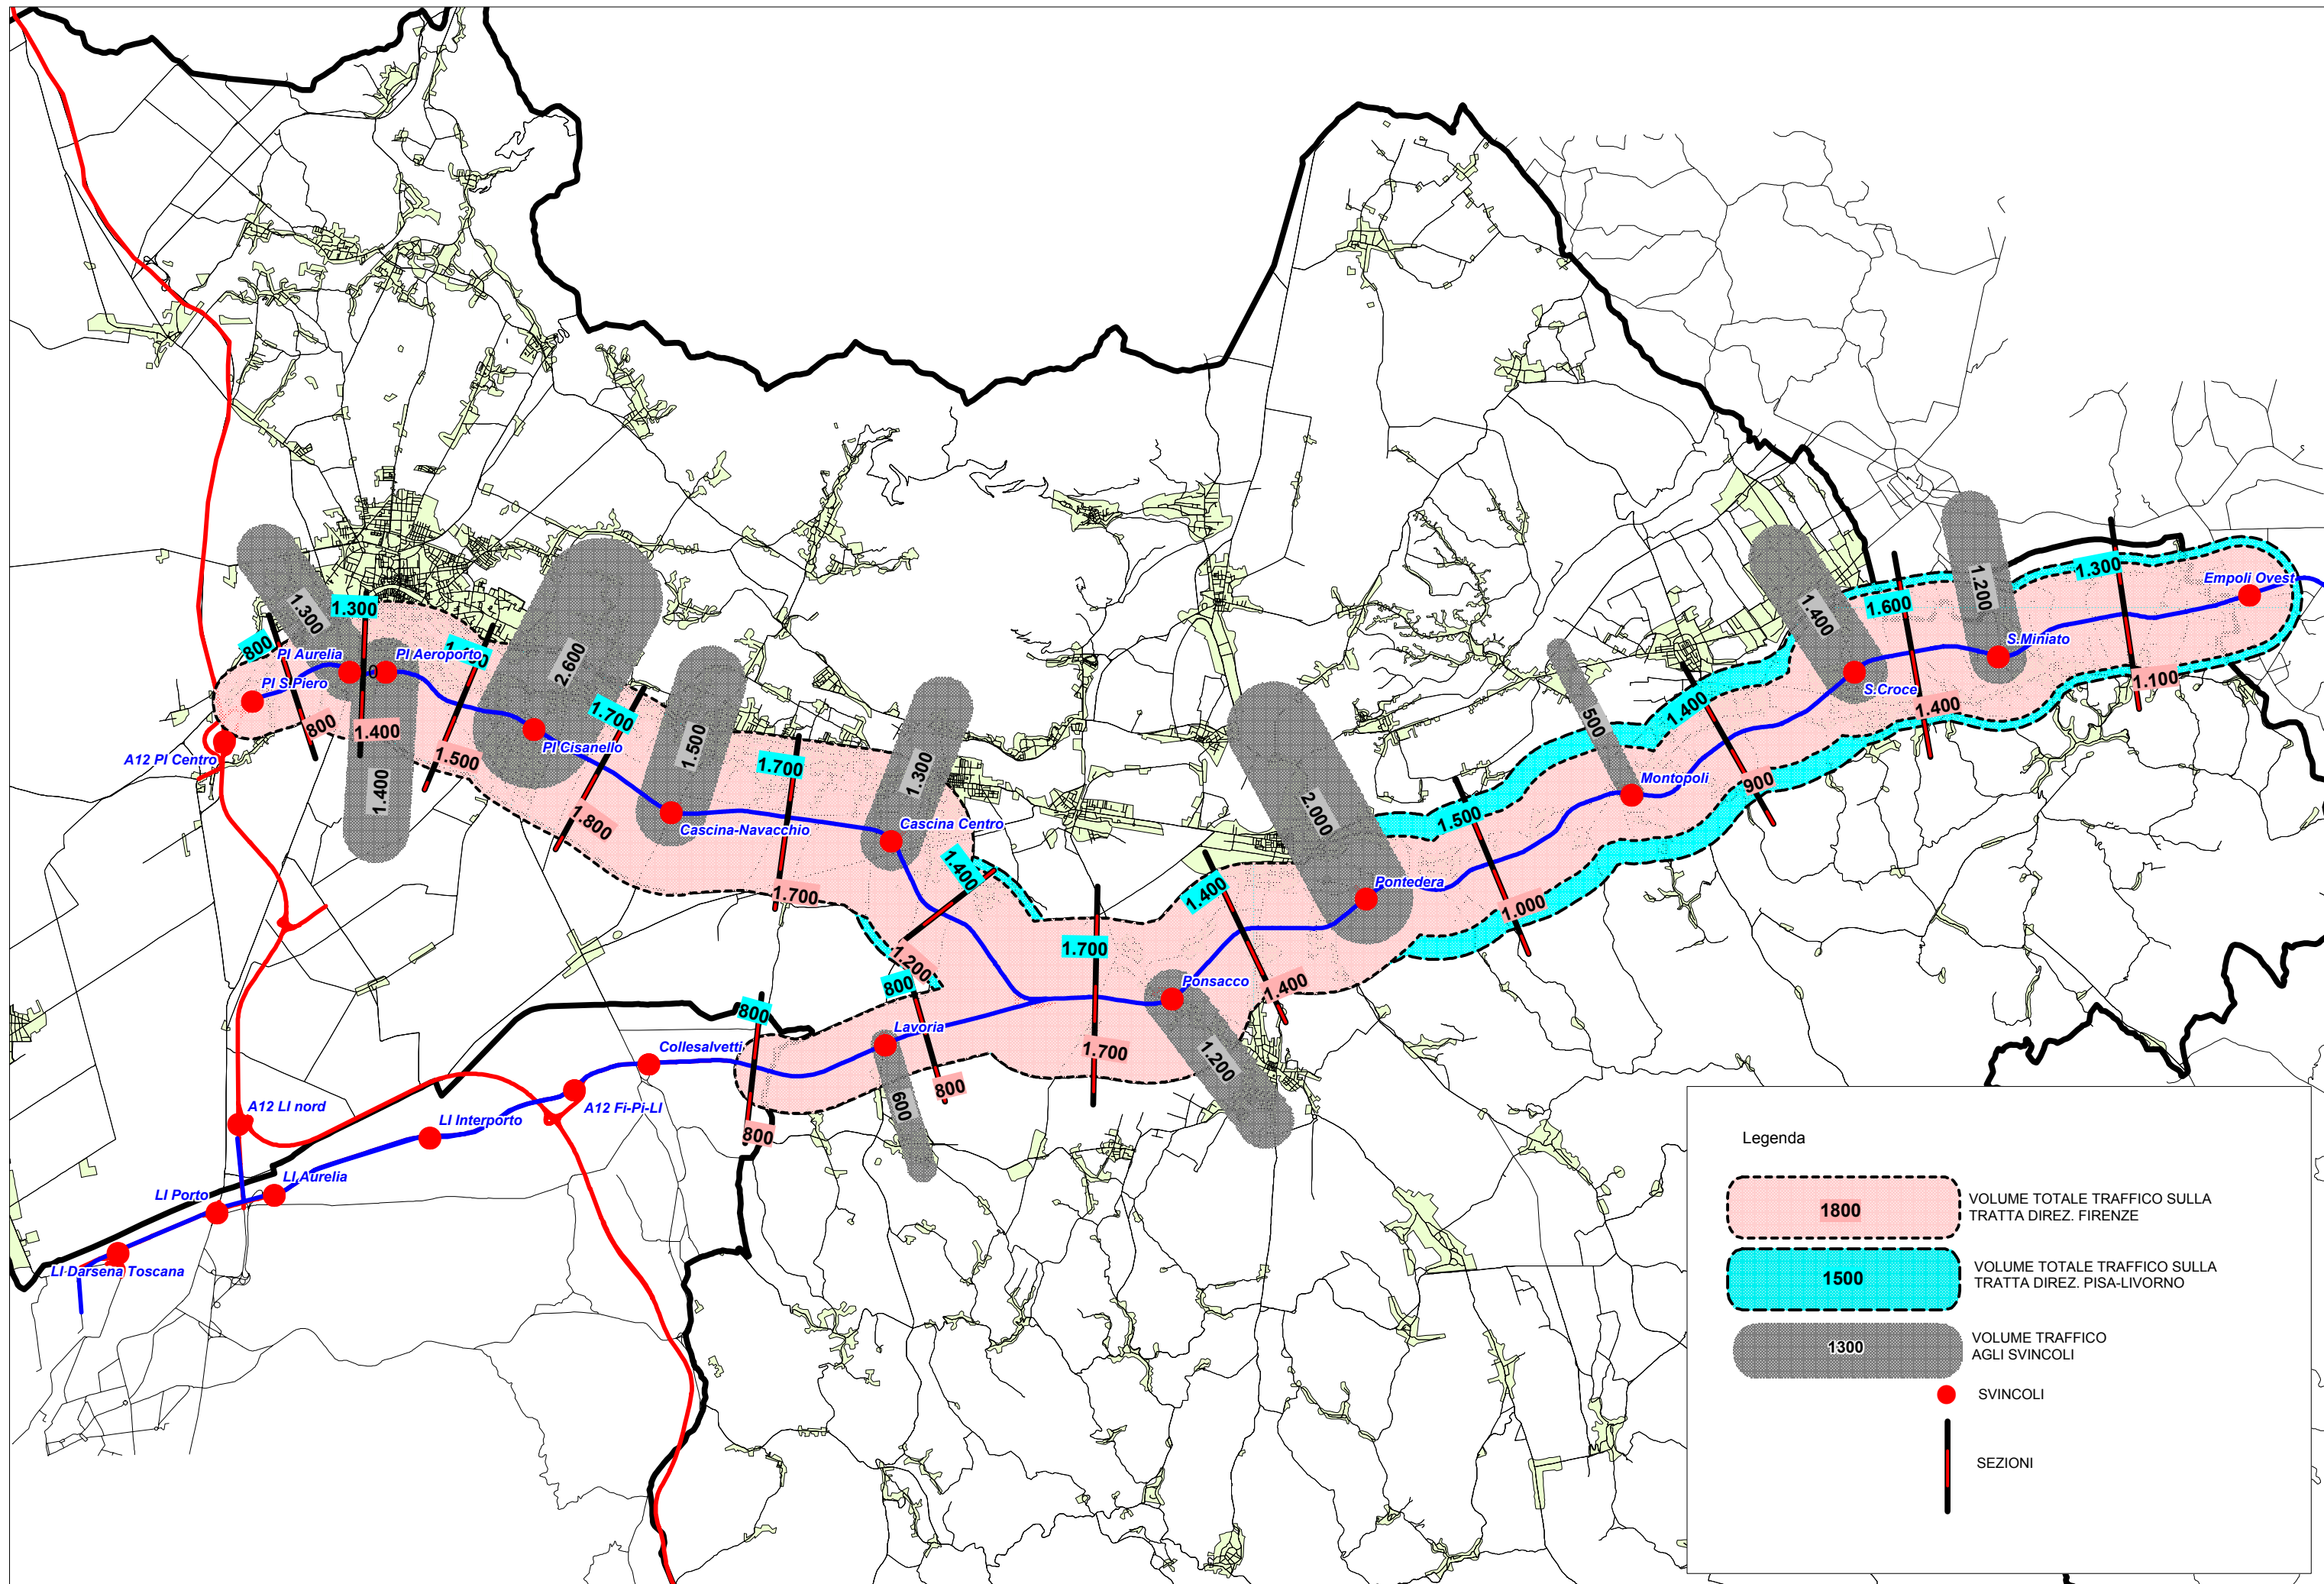 1.300
1.300
800
PI Aurelia
PI Aeroporto
PI S.Piero
800
1.400
A12 PI Centro
1.400
1.500
2.600
PI Cisanello
1.700
1.800
1.500
Cascina-Navacchio
1.700
1.700
1.300
Cascina Centro
1.400
1.200
800
800
Lavoria
800
800
600
Collesalvetti
A12 Fi-Pi-LI
LI Interporto
A12 LI nord
LI Aurelia
LI Porto
LI Darsena Toscana
1.700
1.700
Ponsacco
1.200
1.400
1.400
2.000
Pontedera
1.500
1.000
500
Montopoli
1.400
900
1.400
S.Croce
1.600
1.400
1.200
S.Miniato
1.300
1.100
Empoli Ovest
Legenda
1800
VOLUME TOTALE TRAFFICO SULLA
TRATTA DIREZ. FIRENZE
1500
VOLUME TOTALE TRAFFICO SULLA
TRATTA DIREZ. PISA-LIVORNO
1300
VOLUME TRAFFICO
AGLI SVINCOLI
SVINCOLI
SEZIONI